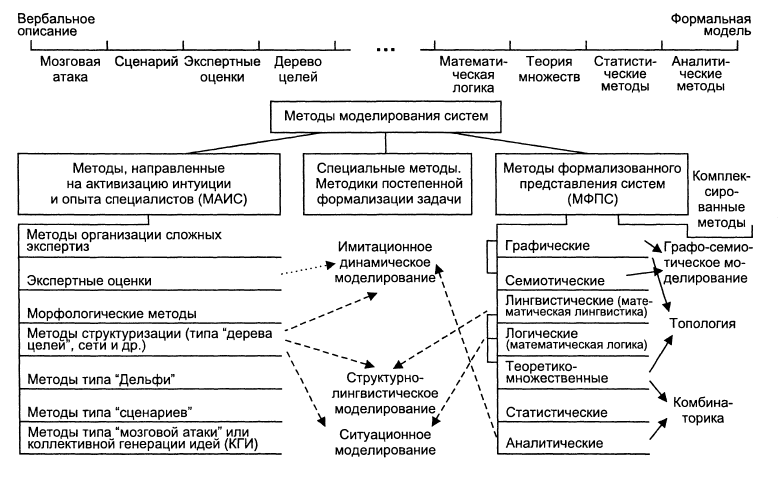 Вербальное
описание
Формальная
модель
...
Мозговая
атака
Сценарий
Экспертные
оценки
Дерево
целей
Математи-
ческая
логика
Теория
множеств
Статисти-
ческие
методы
Аналити-
ческие
методы
Методы моделирования систем
Методы, направленные
на активизацию интуиции
и опыта специалистов (МАИС)
Специальные методы.
Методики постепенной
формализации задачи
Методы формализованного
представления систем
(МФПС)
Комплек-
сиро-
ванные
методы
Методы организации сложных
экспертиз
Экспертные оценки
Морфологические методы
Методы структуризации (типа "дерева
целей", сети и др.)
Методы типа "Дельфи"
Методы типа "сценариев"
Методы типа "мозговой атаки" или
коллективной генерации идей (КГИ)
Имитационное
динамическое
моделирование
Структурно-
лингвистическое
моделирование
Ситуационное
моделирование
Графические
Семиотические
Лингвистические (мате-
матическая лингвистика)
Логические
(математическая логика)
Теоретико-
множественные
Статистические
Аналитические
Графо-семио-
тическое мо-
делирование
Топология
Комбина-
торика